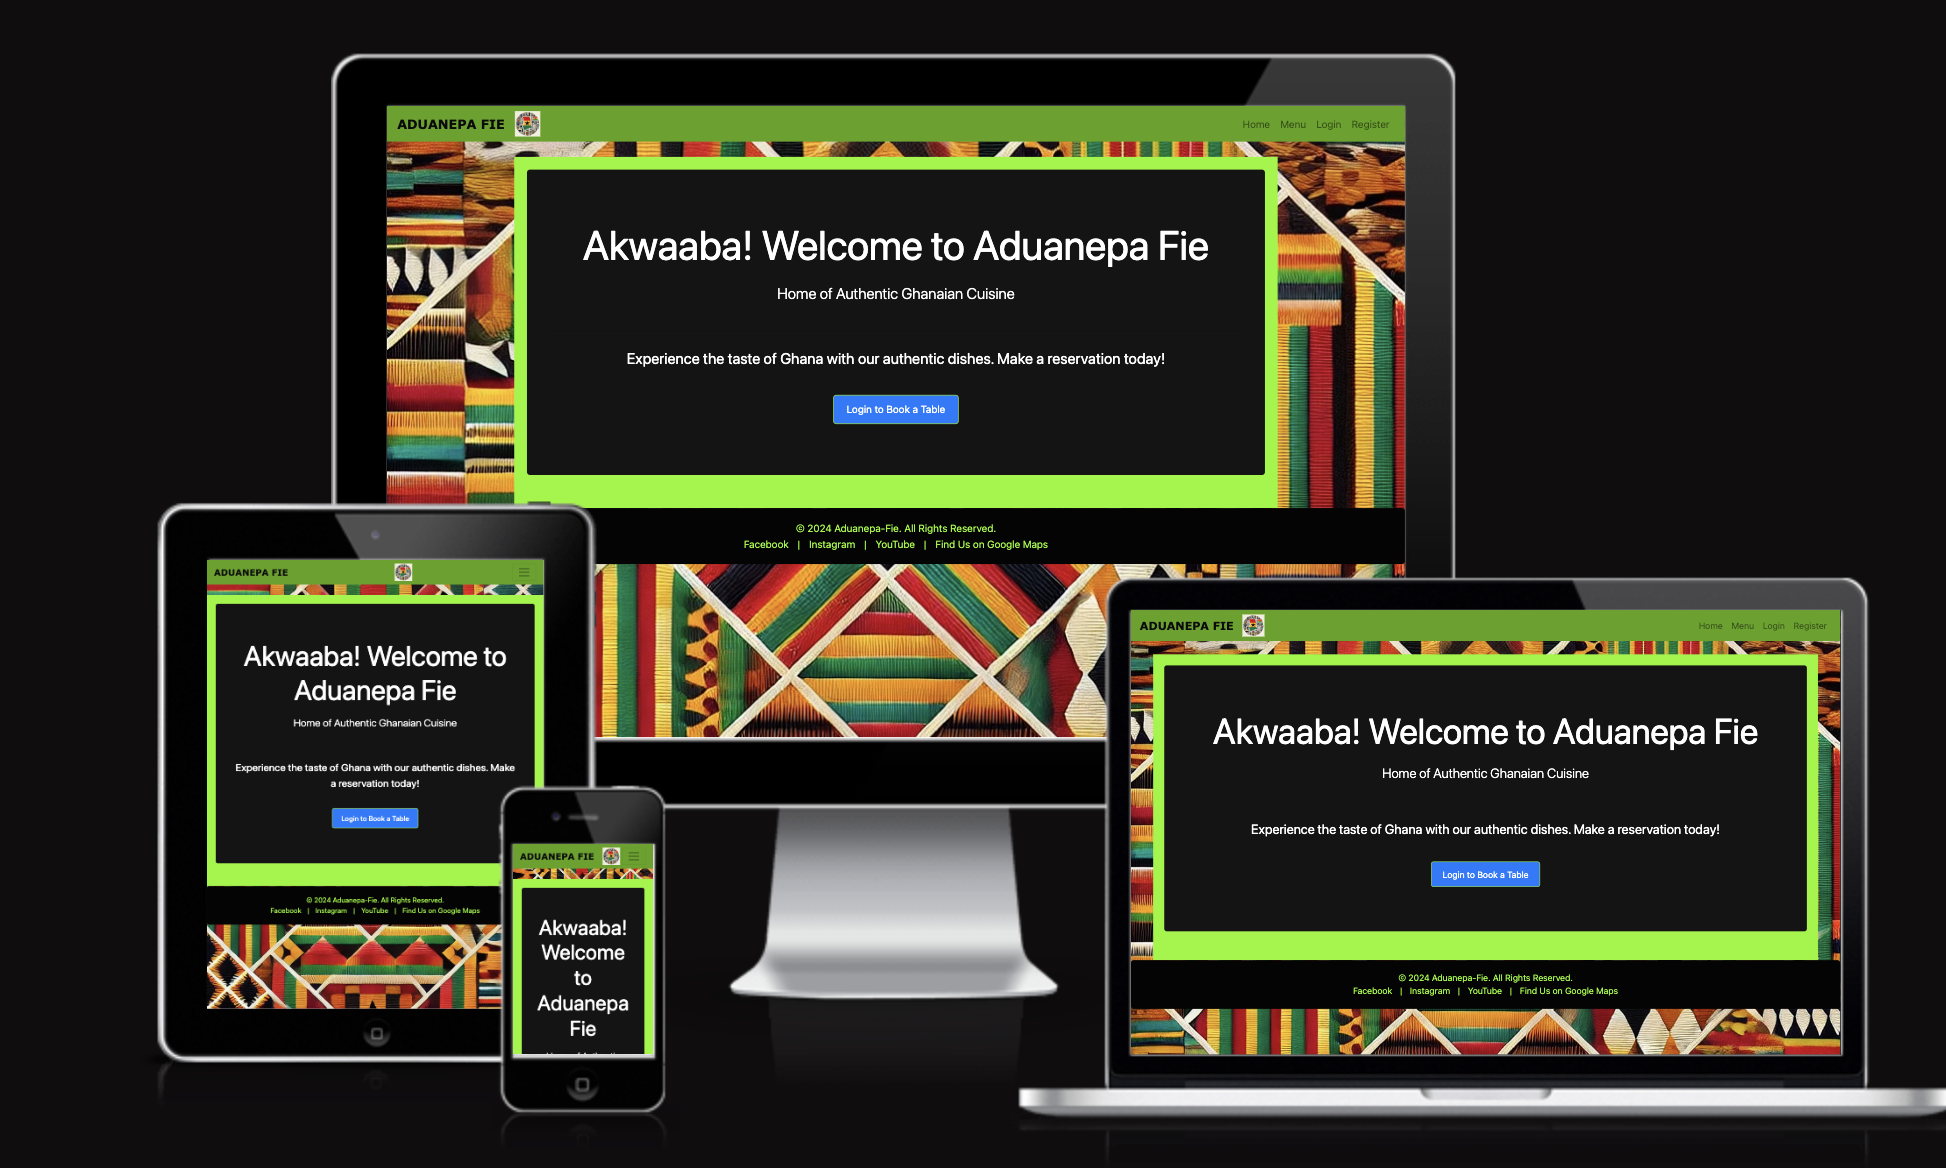 ADUANEPA FIE
Home Menu Login Register
Akwaaba! Welcome to Aduanepa Fie
Home of Authentic Ghanaian Cuisine
Experience the taste of Ghana with our authentic dishes. Make a reservation today!
Login to Book a Table
© 2024 Aduanepa-Fie. All Rights Reserved.
Facebook | Instagram | YouTube | Find Us on Google Maps
ADUANEPA FIE
Akwaaba! Welcome to
Aduanepa Fie
Home of Authentic Ghanaian Cuisine
Experience the taste of Ghana with our authentic dishes. Make
a reservation today!
Login to Book a Table
© 2024 Aduanepa-Fie. All Rights Reserved.
Facebook | Instagram | YouTube | Find Us on Google Maps
ADUANEPA FIE
Akwaaba!
Welcome
to
Aduanepa
Fie
ADUANEPA FIE
Home Menu Login Register
Akwaaba! Welcome to Aduanepa Fie
Home of Authentic Ghanaian Cuisine
Experience the taste of Ghana with our authentic dishes. Make a reservation today!
Login to Book a Table
© 2024 Aduanepa-Fie. All Rights Reserved.
Facebook | Instagram | YouTube | Find Us on Google Maps